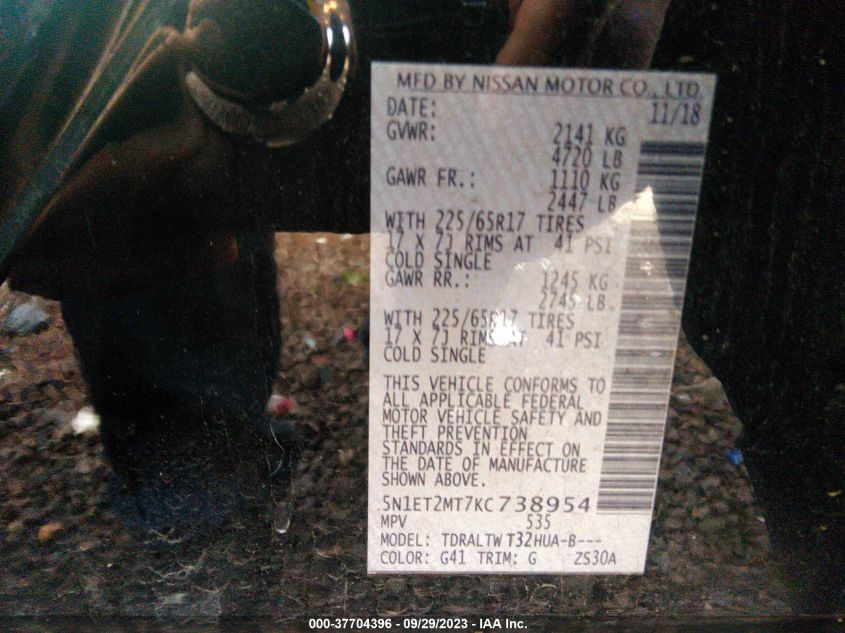 MFD BY NISSAN MOTOR CO., LTD.
DATE: 11/18
GVWR: 2141 KG
4720 LB
GAWR FR.: 1110 KG
2447 LB
WITH 225/65R17 TIRES
17 X 7J RIMS AT 41 PSI
COLD SINGLE
GAWR RR.: 1245 KG
2745 LB
WITH 225/65R17 TIRES
17 X 7J RIMS AT 41 PSI
COLD SINGLE
THIS VEHICLE CONFORMS TO
ALL APPLICABLE FEDERAL
MOTOR VEHICLE SAFETY AND
THEFT PREVENTION
STANDARDS IN EFFECT ON
THE DATE OF MANUFACTURE
SHOWN ABOVE.
5N1ET2MT7KC738954
MPV 535
MODEL: TDRALTW T32HUA-B---
COLOR: G41 TRIM: G ZS30A
000-37704396 - 09/29/2023 - IAA Inc.